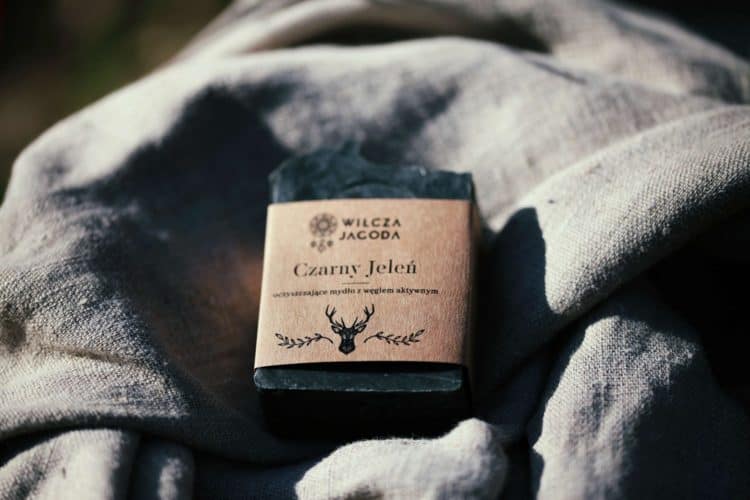 WILCZA
JAGODA
Czarny Jeleń
oczyszczające mydło z węglem aktywnym